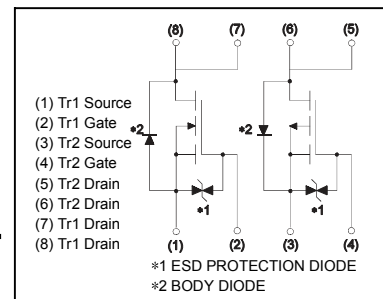 (8) (7) (6) (5)
(1) Tr1 Source
(2) Tr1 Gate
(3) Tr2 Source
(4) Tr2 Gate
(5) Tr2 Drain
(6) Tr2 Drain
(7) Tr1 Drain
(8) Tr1 Drain
*2
*2
*1
*1
(1) (2) (3) (4)
*1 ESD PROTECTION DIODE
*2 BODY DIODE